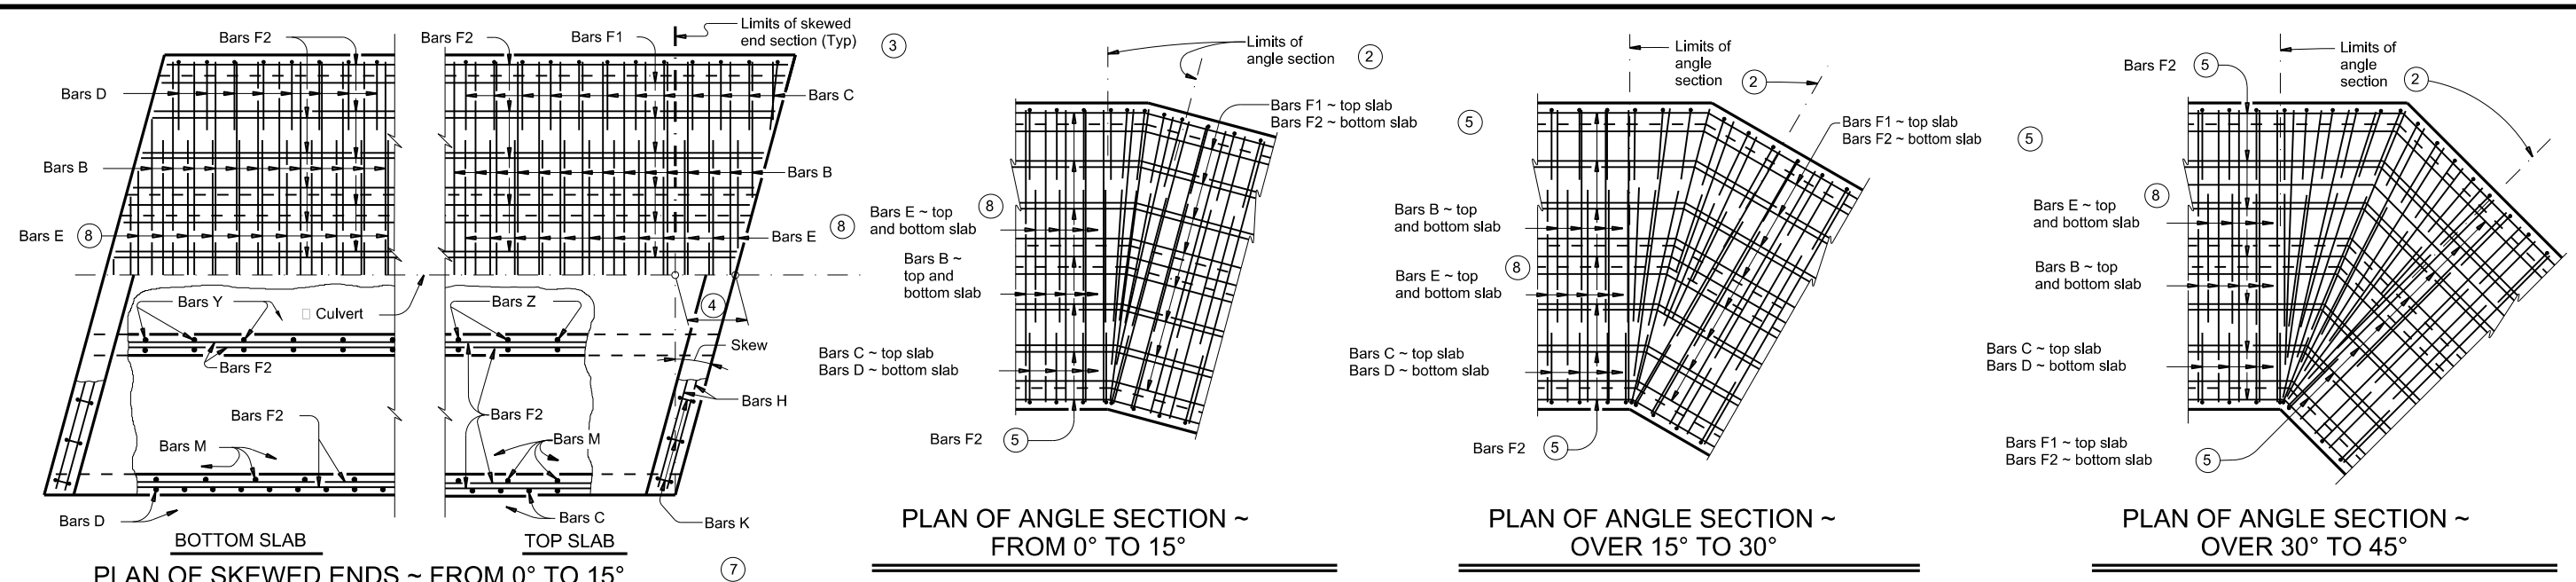 Bars F2
Bars F2
Bars F1
Limits of skewed
end section (Typ)
3
Bars D
Bars C
Bars B
Bars B
Bars E
8
Bars E
8
Bars Y
Culvert
Bars Z
4
Skew
Bars F2
Bars H
Bars F2
Bars F2
Bars M
Bars M
Bars D
Bars C
Bars K
BOTTOM SLAB
TOP SLAB
PLAN OF SKEWED ENDS ~ FROM 0° TO 15°
7
Limits of
angle section
2
Bars F1 ~ top slab
Bars F2 ~ bottom slab
5
Bars E ~ top
and bottom slab
8
Bars B ~
top and
bottom slab
Bars C ~ top slab
Bars D ~ bottom slab
Bars F2
5
PLAN OF ANGLE SECTION ~
FROM 0° TO 15°
Limits of
angle
section
2
Bars F1 ~ top slab
Bars F2 ~ bottom slab
5
Bars B ~ top
and bottom slab
Bars E ~ top
and bottom slab
8
Bars C ~ top slab
Bars D ~ bottom slab
Bars F2
5
PLAN OF ANGLE SECTION ~
OVER 15° TO 30°
Limits of
angle
section
2
Bars F2
5
Bars E ~ top
and bottom slab
8
Bars B ~ top
and bottom slab
Bars C ~ top slab
Bars D ~ bottom slab
Bars F1 ~ top slab
Bars F2 ~ bottom slab
5
PLAN OF ANGLE SECTION ~
OVER 30° TO 45°